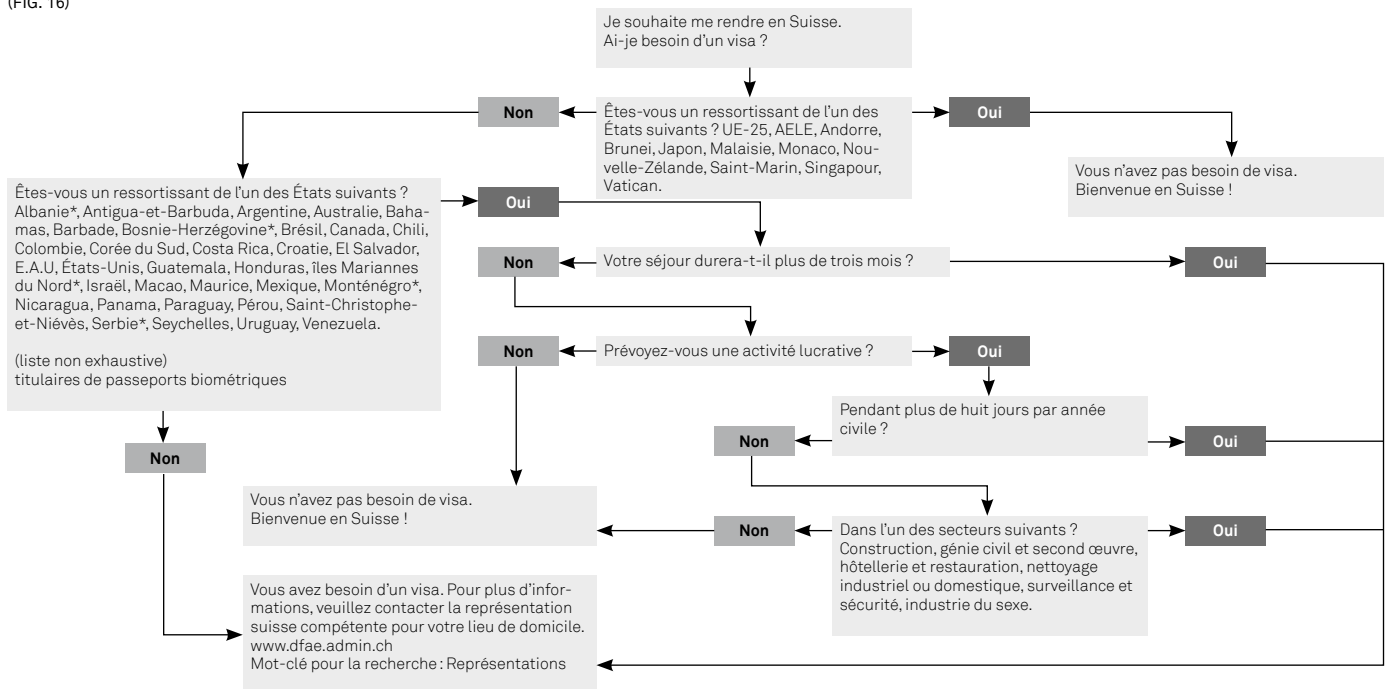 (FIG. 16)
Je souhaite me rendre en Suisse.
Ai-je besoin d'un visa ?
Non
Êtes-vous un ressortissant de l'un des
États suivants ? UE-25, AELE, Andorre,
Brunei, Japon, Malaisie, Monaco, Nou-
velle-Zélande, Saint-Marin, Singapour,
Vatican.
Oui
Vous n'avez pas besoin de visa.
Bienvenue en Suisse !
Êtes-vous un ressortissant de l'un des États suivants ?
Albanie*, Antigua-et-Barbuda, Argentine, Australie, Baha-
mas, Barbade, Bosnie-Herzégovine*, Brésil, Canada, Chili,
Colombie, Corée du Sud, Costa Rica, Croatie, El Salvador,
E.A.U, États-Unis, Guatemala, Honduras, îles Mariannes
du Nord*, Israël, Macao, Maurice, Mexique, Monténégro*,
Nicaragua, Panama, Paraguay, Pérou, Saint-Christophe-
et-Niévès, Serbie*, Seychelles, Uruguay, Venezuela.
(liste non exhaustive)
titulaires de passeports biométriques
Oui
Non
Votre séjour durera-t-il plus de trois mois ?
Oui
Non
Prévoyez-vous une activité lucrative ?
Oui
Pendant plus de huit jours par année
civile ?
Non
Oui
Non
Vous n'avez pas besoin de visa.
Bienvenue en Suisse !
Non
Dans l'un des secteurs suivants ?
Construction, génie civil et second œuvre,
hôtellerie et restauration, nettoyage
industriel ou domestique, surveillance et
sécurité, industrie du sexe.
Oui
Vous avez besoin d'un visa. Pour plus d'infor-
mations, veuillez contacter la représentation
suisse compétente pour votre lieu de domicile.
www.dfae.admin.ch
Mot-clé pour la recherche : Représentations